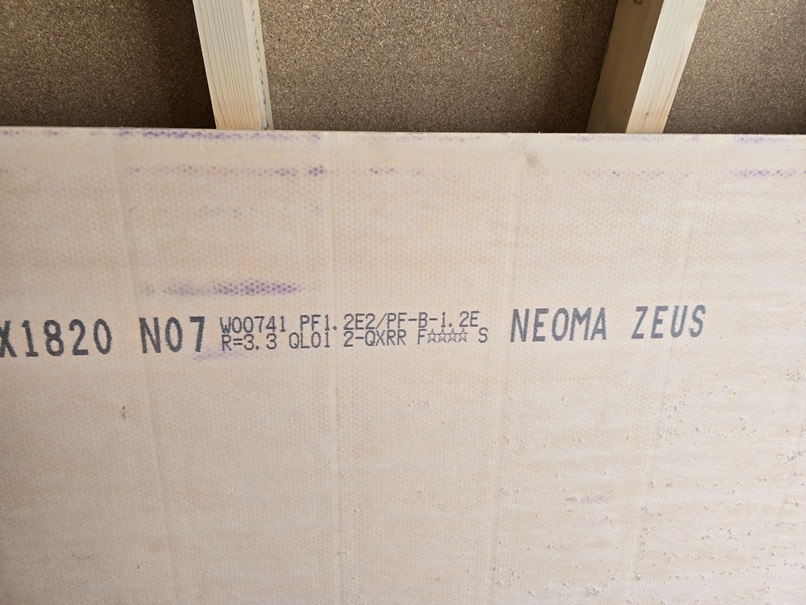 X1820 N07 W00741 PF1.2E2/PF-B-1.2E NEOMA ZEUS
R=3.3 QL01 2-QXRR F☆☆☆☆ S